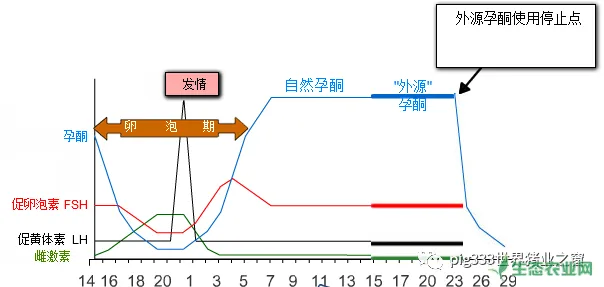 外源孕酮使用停止点
发情
自然孕酮
"外源"
孕酮
卵泡期
孕酮
促卵泡素 FSH
促黄体素 LH
雌激素
pig333世界猪业之窗
生态农业网
14 16 18 20 1 3 5 7 9 13 15 17 20 23 26 29